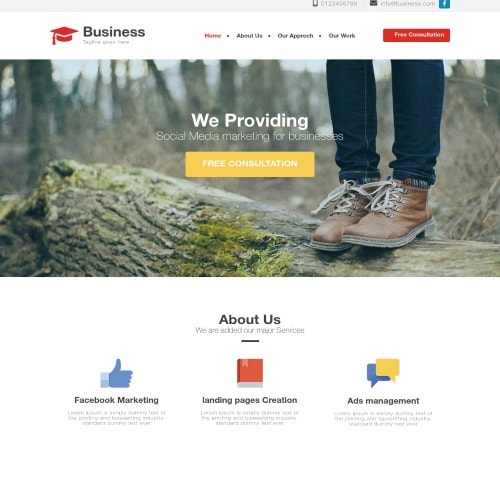 0123456789 info@business.com
Business
Tagline goes here
Home • About Us • Our Approch • Our Work
Free Consultation
We Providing
Social Media marketing for businesses
FREE CONSULTATION
About Us
We are added our major Services
Facebook Marketing
Lorem Ipsum is simply dummy text of
the printing and typesetting industry.
standard dummy text ever
landing pages Creation
Lorem Ipsum is simply dummy text of
the printing and typesetting industry.
standard dummy text ever
Ads management
Lorem Ipsum is simply dummy text of
the printing and typesetting industry.
standard dummy text ever